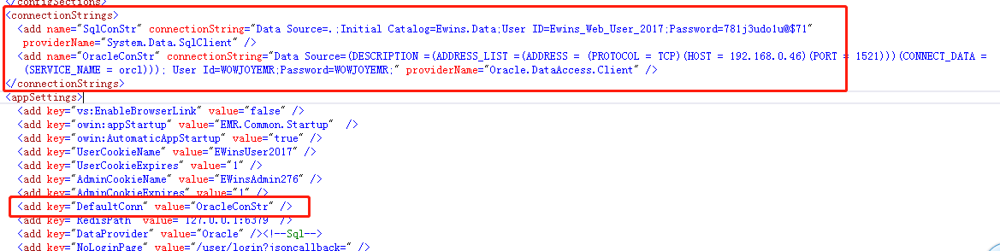 </configSections>
<connectionStrings>
<add name="SqlConStr" connectionString="Data Source=.;Initial Catalog=Ewins.Data;User ID=Ewins_Web_User_2017;Password=781j3udo1u@$71"
providerName="System.Data.SqlClient" />
<add name="OracleConStr" connectionString="Data Source=(DESCRIPTION =(ADDRESS_LIST =(ADDRESS = (PROTOCOL = TCP)(HOST = 192.168.0.46)(PORT = 1521)))(CONNECT_DATA =
(SERVICE_NAME = orcl))); User Id=WOWJOYEMR;Password=WOWJOYEMR;" providerName="Oracle.DataAccess.Client" />
</connectionStrings>
<appSettings>
<add key="vs:EnableBrowserLink" value="false" />
<add key="owin:appStartup" value="EMR.Common.Startup"  />
<add key="owin:AutomaticAppStartup" value="true" />
<add key="UserCookieName" value="EWinsUser2017" />
<add key="UserCookieExpires" value="1" />
<add key="AdminCookieName" value="EWinsAdmin276" />
<add key="AdminCookieExpires" value="1" />
<add key="DefaultConn" value="OracleConStr" />
<add key="RedisPath" value="127.0.0.1:6379" />
<add key="DataProvider" value="Oracle" /><!--Sql-->
<add key="NoLoginPage" value="/user/login?jsoncallback=" />